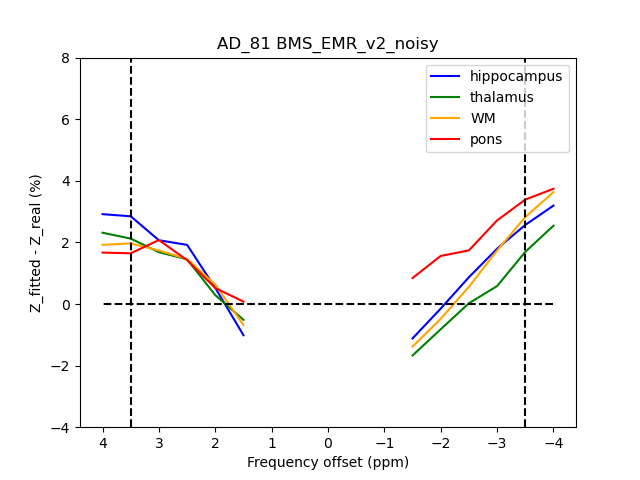 AD_81 BMS_EMR_v2_noisy
Z_fitted - Z_real (%)
8
6
4
2
0
−2
−4
hippocampus
thalamus
WM
pons
4 3 2 1 0 −1 −2 −3 −4
Frequency offset (ppm)